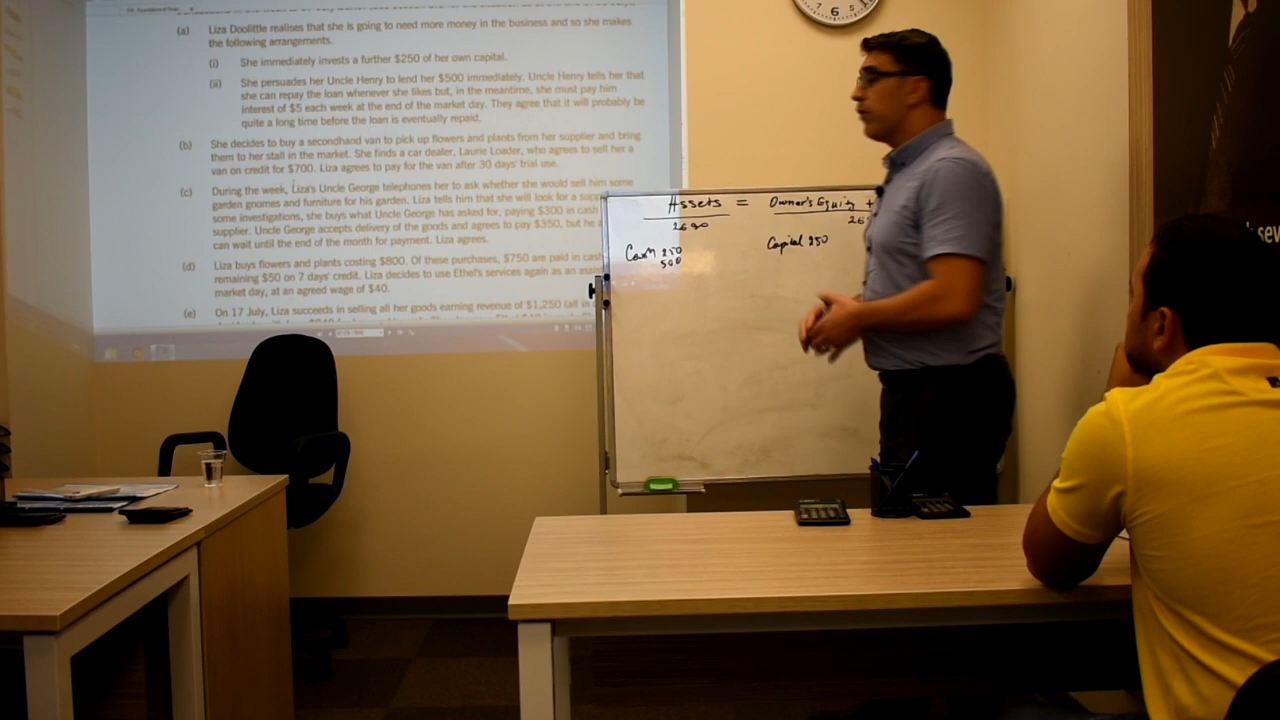 (a) Liza Doolittle realises that she is going to need more money in the business and so she makes
the following arrangements.
(i) She immediately invests a further $250 of her own capital.
(ii) She persuades her Uncle Henry to lend her $500 immediately. Uncle Henry tells her that
she can repay the loan whenever she likes but, in the meantime, she must pay him
interest of $5 each week at the end of the market day. They agree that it will probably be
quite a long time before the loan is eventually repaid.
(b) She decides to buy a secondhand van to pick up flowers and plants from her supplier and bring
them to her stall in the market. She finds a car dealer, Laurie Loader, who agrees to sell her a
van on credit for $700. Liza agrees to pay for the van after 30 days' trial use.
(c) During the week, Liza's Uncle George telephones her to ask whether she would sell him some
garden gnomes and furniture for his garden. Liza tells him that she will look for a
some investigations, she buys what Uncle George has asked for, paying $300 in cash
supplier. Uncle George accepts delivery of the goods and agrees to pay $350, but he
can wait until the end of the month for payment. Liza agrees.
(d) Liza buys flowers and plants costing $800. Of these purchases, $750 are paid in cash
remaining $50 on 7 days' credit. Liza decides to use Ethel's services again as an
market day, at an agreed wage of $40.
(e) On 17 July, Liza succeeds in selling all her goods earning revenue of $1,250 (all in
Assets = Owner's Equity +
Cash 250
Capital 250
500
6
7
5